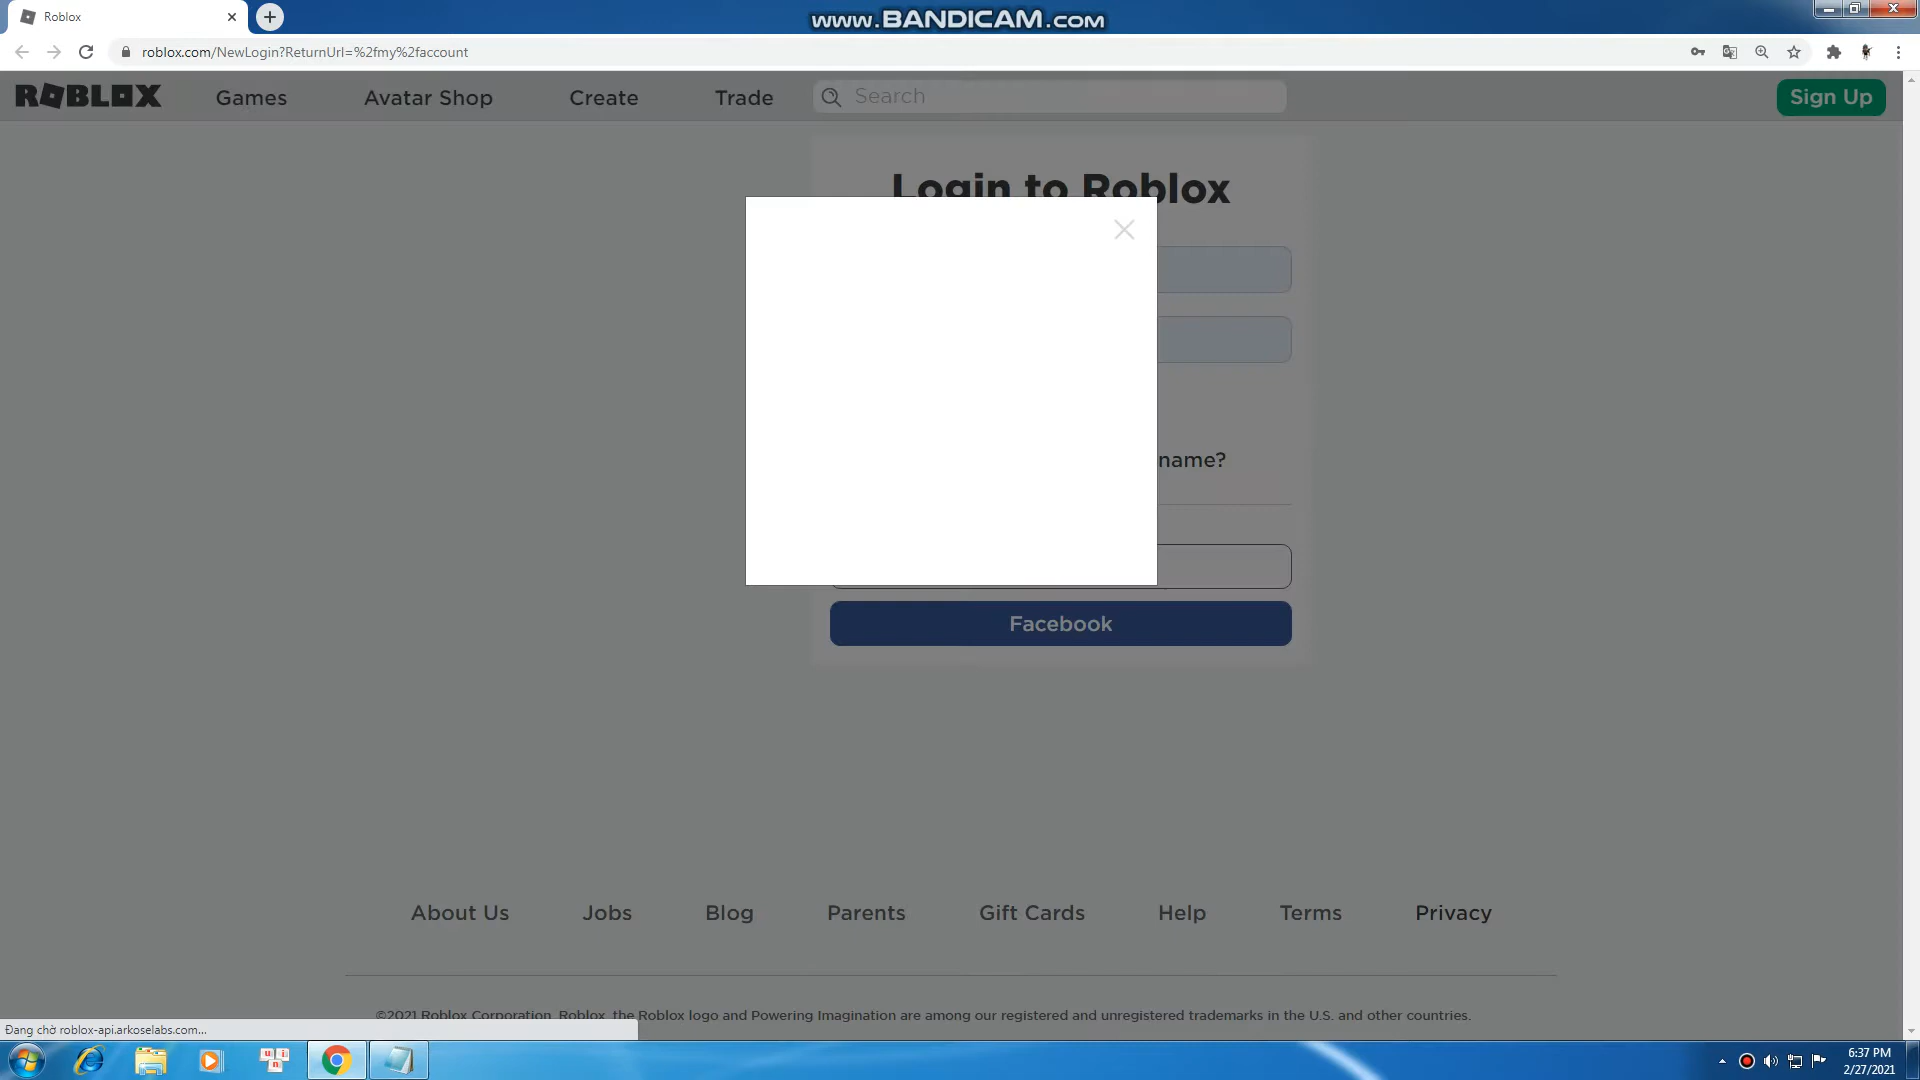 Roblox
www.BANDICAM.com
roblox.com/NewLogin?ReturnUrl=%2fmy%2faccount
ROBLOX
Games
Avatar Shop
Create
Trade
Search
Sign Up
Login to Roblox
name?
Facebook
About Us
Jobs
Blog
Parents
Gift Cards
Help
Terms
Privacy
©2021 Roblox Corporation, Roblox, the Roblox logo and Powering Imagination are among our registered and unregistered trademarks in the U.S. and other countries.
Đang chờ roblox-api.arkoselabs.com...
6:37 PM
2/27/2021